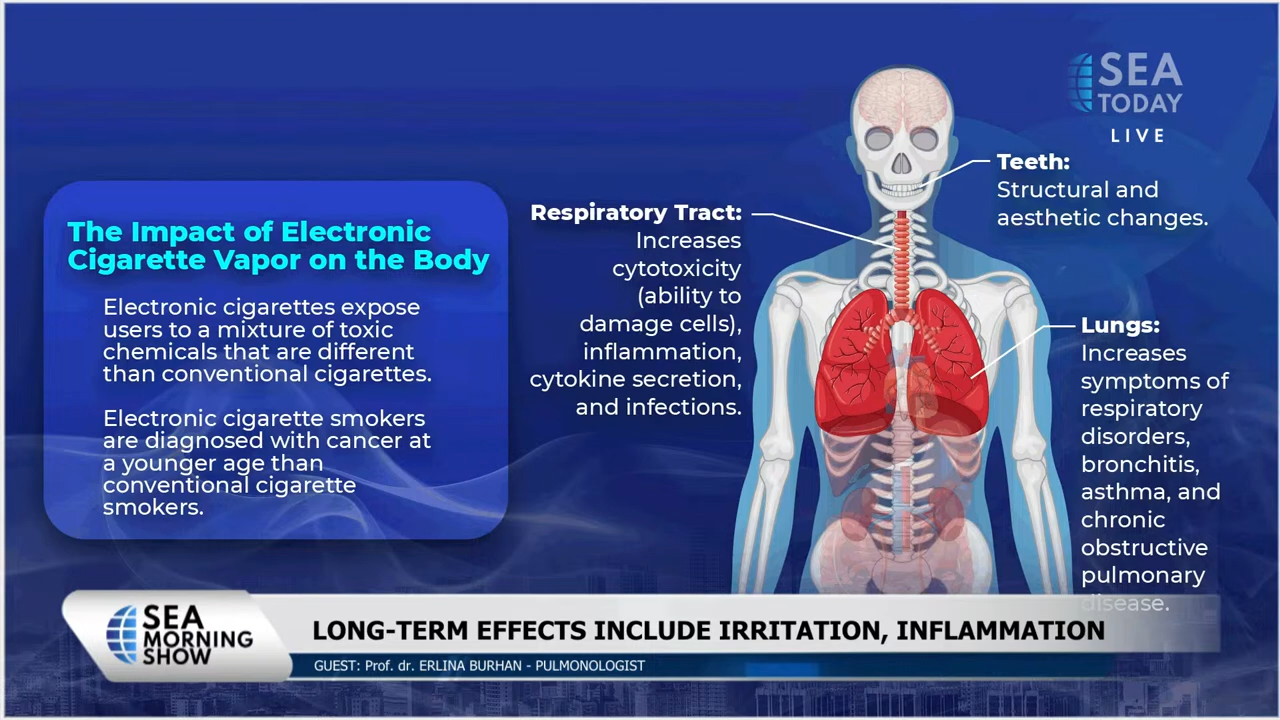 SEA
TODAY
LIVE
The Impact of Electronic
Cigarette Vapor on the Body
Electronic cigarettes expose
users to a mixture of toxic
chemicals that are different
than conventional cigarettes.
Electronic cigarette smokers
are diagnosed with cancer at
a younger age than
conventional cigarette
smokers.
Respiratory Tract:
Increases
cytotoxicity
(ability to
damage cells),
inflammation,
cytokine secretion,
and infections.
Teeth:
Structural and
aesthetic changes.
Lungs:
Increases
symptoms of
respiratory
disorders,
bronchitis,
asthma, and
chronic
obstructive
pulmonary
disease.
SEA
MORNING
SHOW
LONG-TERM EFFECTS INCLUDE IRRITATION, INFLAMMATION
GUEST: Prof. dr. ERLINA BURHAN - PULMONOLOGIST